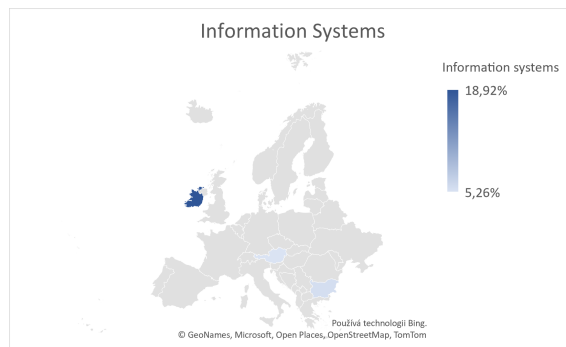 Information Systems
Information systems
18,92%
5,26%
Používá technologii Bing.
© GeoNames, Microsoft, Open Places, OpenStreetMap, TomTom